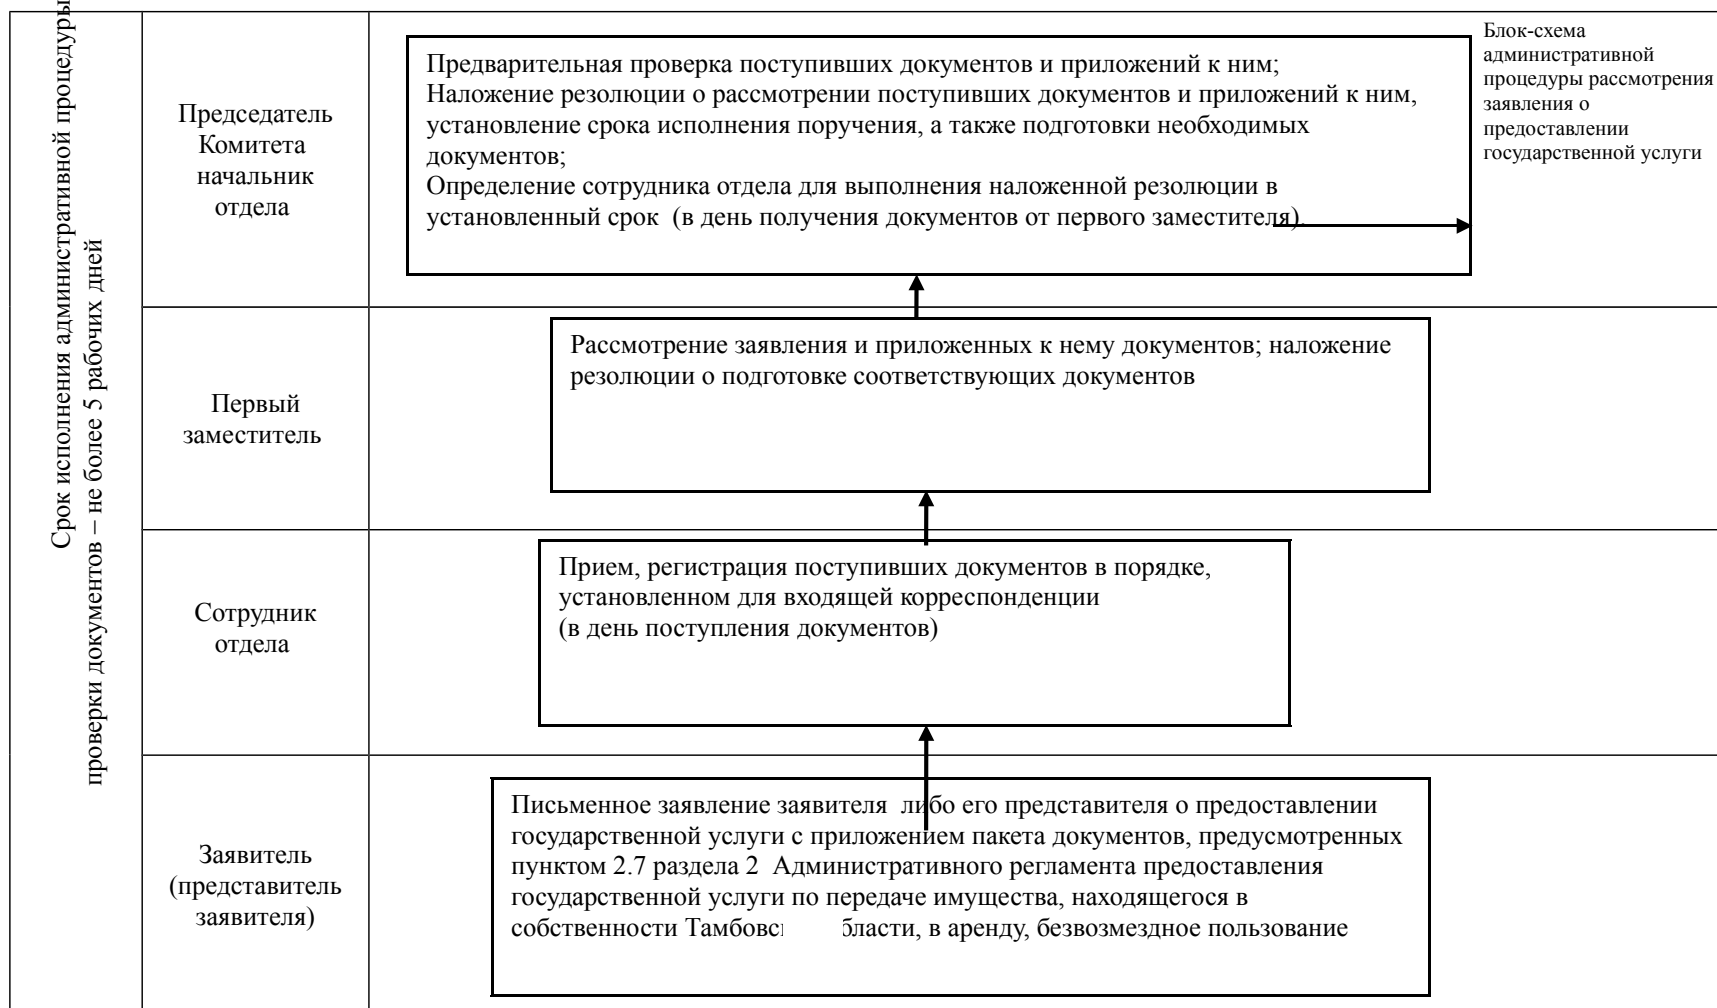 Срок исполнения административной процедуры
проверки документов – не более 5 рабочих дней
Председатель
Комитета
начальник
отдела
Предварительная проверка поступивших документов и приложений к ним;
Наложение резолюции о рассмотрении поступивших документов и приложений к ним,
установление срока исполнения поручения, а также подготовки необходимых
документов;
Определение сотрудника отдела для выполнения наложенной резолюции в
установленный срок (в день получения документов от первого заместителя).
Блок-схема
административной
процедуры рассмотрения
заявления о
предоставлении
государственной услуги
Первый
заместитель
Рассмотрение заявления и приложенных к нему документов; наложение
резолюции о подготовке соответствующих документов
Сотрудник
отдела
Прием, регистрация поступивших документов в порядке,
установленном для входящей корреспонденции
(в день поступления документов)
Заявитель
(представитель
заявителя)
Письменное заявление заявителя либо его представителя о предоставлении
государственной услуги с приложением пакета документов, предусмотренных
пунктом 2.7 раздела 2 Административного регламента предоставления
государственной услуги по передаче имущества, находящегося в
собственности Тамбовс бласти, в аренду, безвозмездное пользование